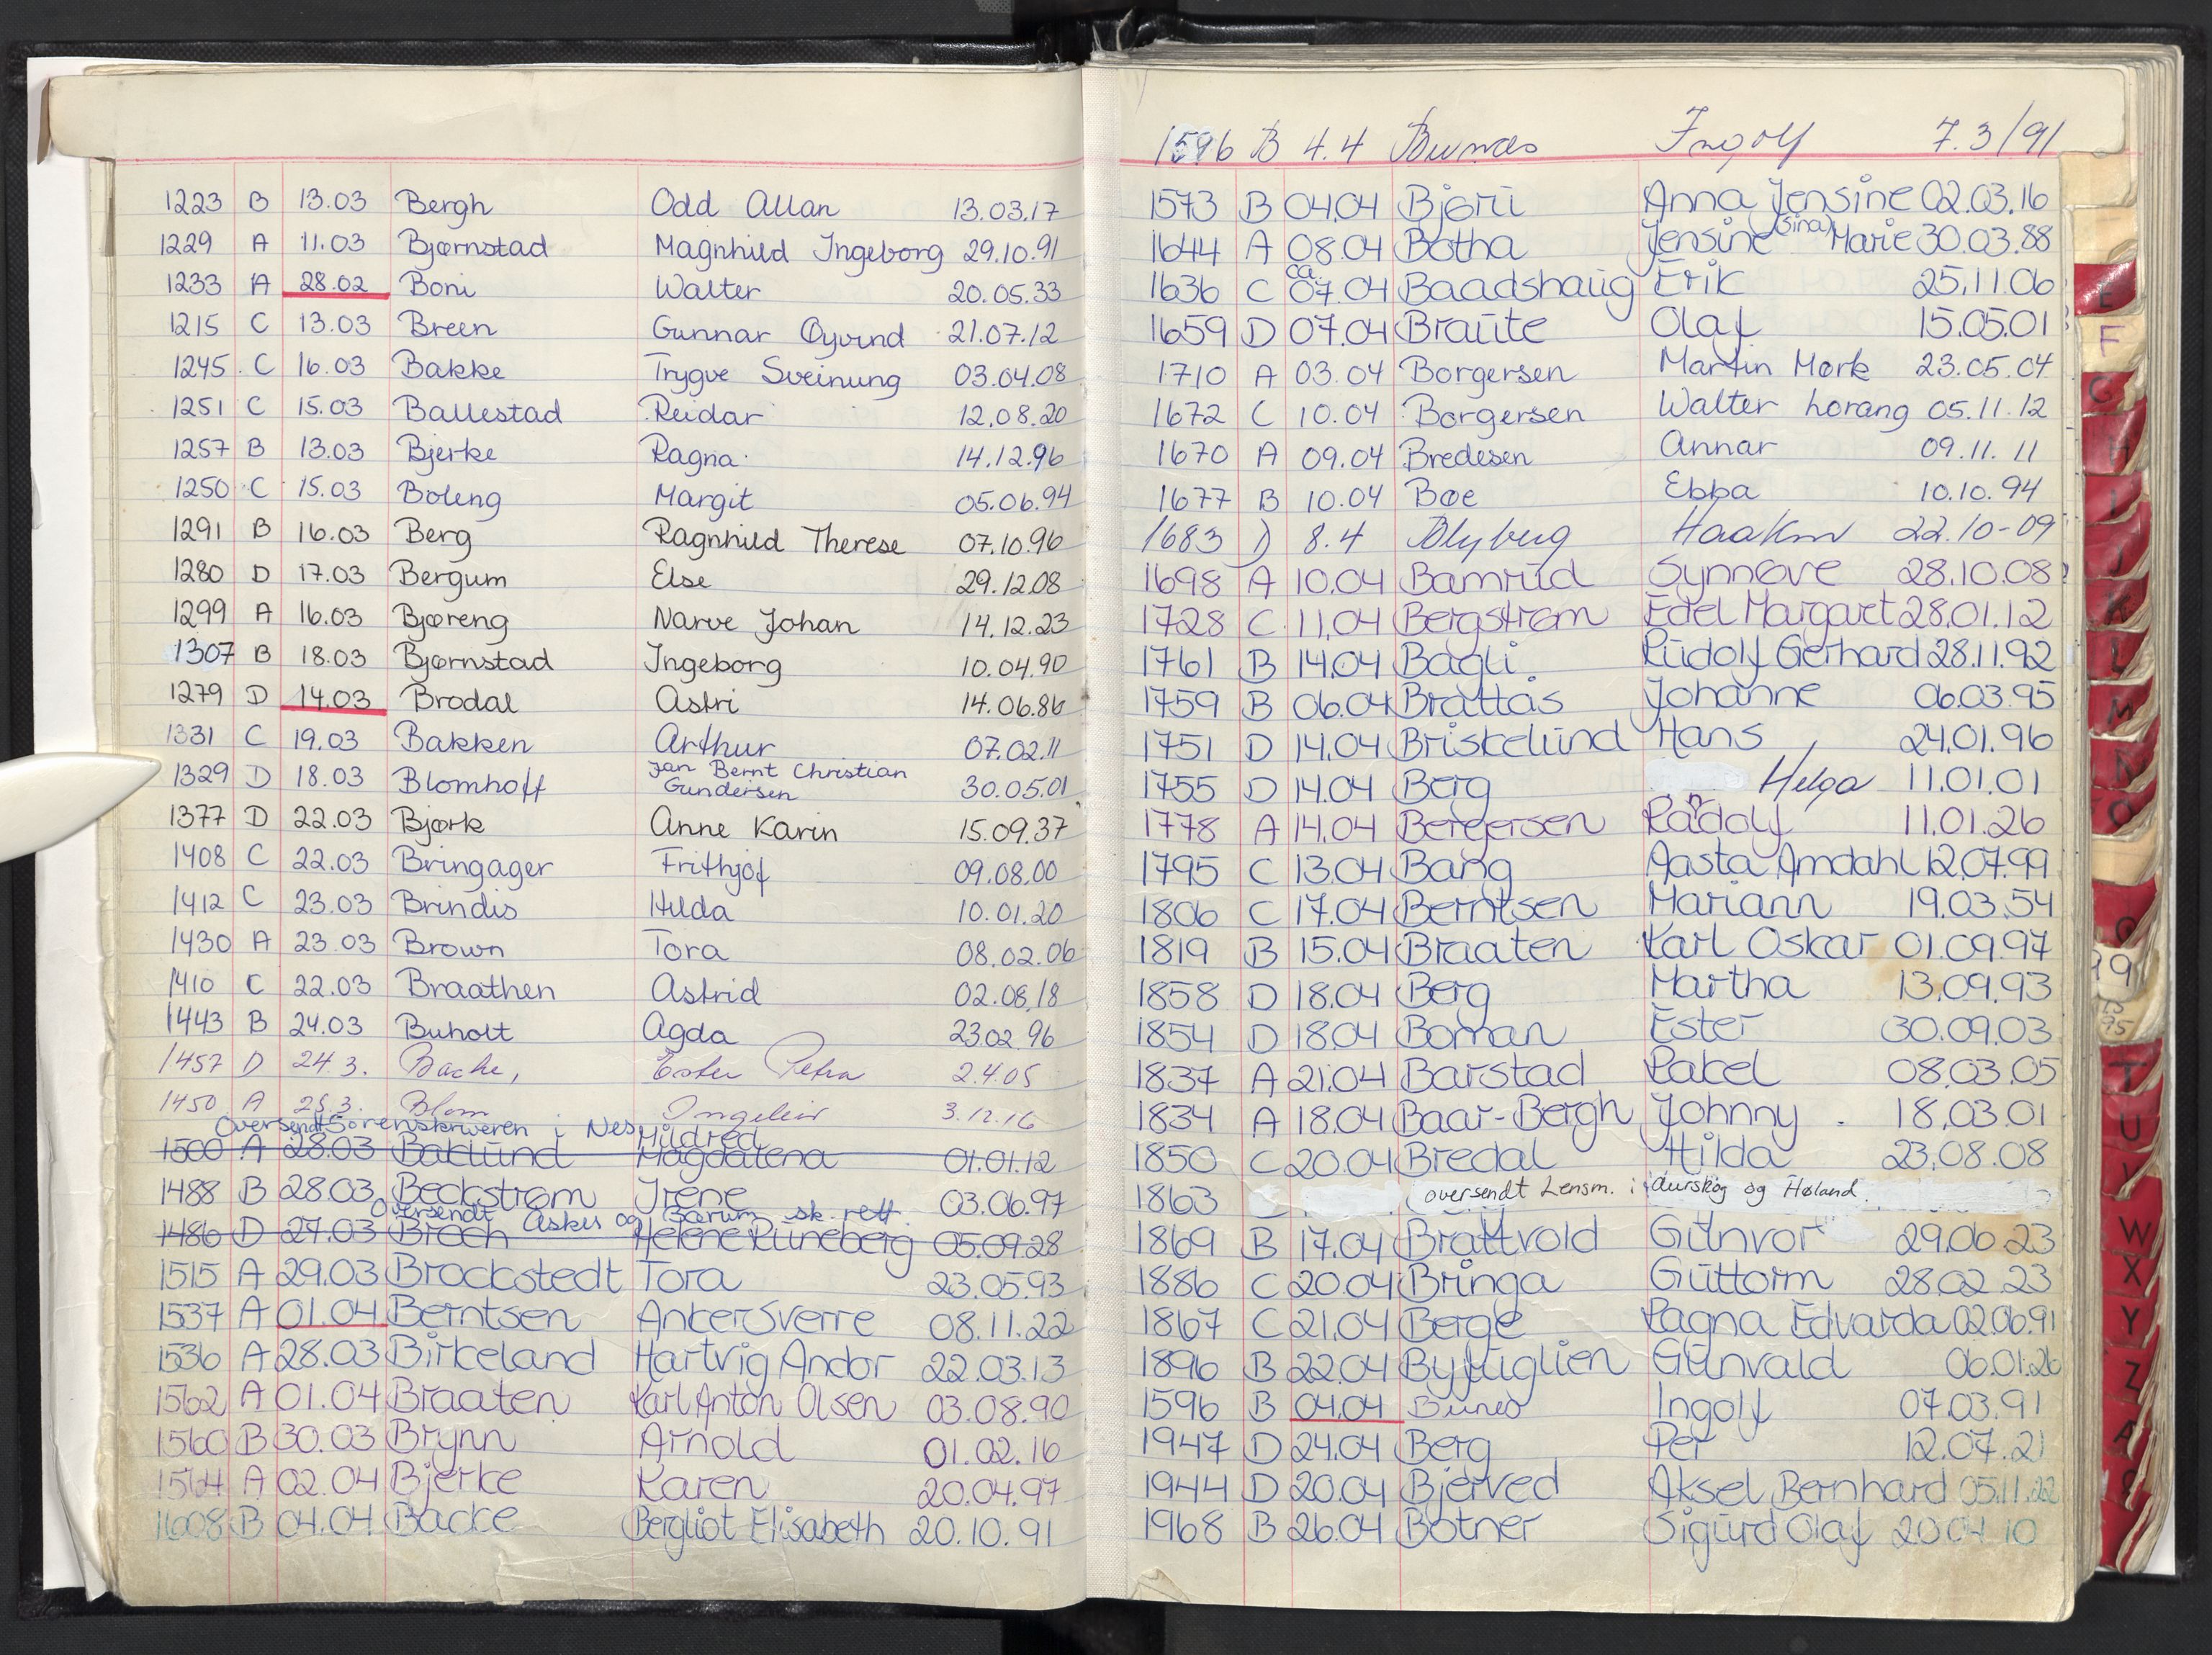 1223 B 13.03 Bergh Odd Allan 13.03.17
1229 A 11.03 Bjørnstad Magnhild Ingeborg 29.10.91
1233 A 28.02 Boni Walter 20.05.33
1215 C 13.03 Breen Gunnar Øyvind 21.07.12
1245 C 16.03 Bakke Trygve Sveinung 03.04.08
1251 C 15.03 Ballestad Reidar 12.08.20
1257 B 13.03 Bjerke Ragna 14.12.96
1250 C 15.03 Boleng Margit 05.06.94
1291 B 16.03 Berg Ragnhild Therese 07.10.96
1280 D 17.03 Bergum Else 29.12.08
1299 A 16.03 Bjøreng Narve Johan 14.12.23
1307 B 18.03 Bjørnstad Ingeborg 10.04.90
1279 D 14.03 Brodal Astri 14.06.86
1331 C 19.03 Bakken Arthur 07.02.11
1329 D 18.03 Blomhoff Jan Bernt Christian Gundersen 30.05.01
1377 D 22.03 Bjørk Anne Karin 15.09.37
1408 C 22.03 Bringager Frithjof 09.08.00
1412 C 23.03 Brindis Hilda 10.01.20
1430 A 23.03 Brown Tora 08.02.06
1410 C 22.03 Braathen Astrid 02.08.18
1443 B 24.03 Buholt Agda 23.02.96
1457 D 24.3. Bache, Ester Petra 2.4.05
1450 A 25.3. Blom 3.12.16
Oversendt Sorenskriveren i Nes
1500 A 28.03 Baklund Mildred Magdalena 01.01.12
1488 B 28.03 Beckstrøm Irene 03.06.97
Oversendt Asker og Bærum sk. rett.
1486 D 27.03 Broch Helene Runeberg 05.09.28
1515 A 29.03 Brockstedt Tora 23.05.93
1537 A 01.04 Berntsen Anker Sverre 08.11.22
1536 A 28.03 Birkeland Hartvig Andor 22.03.13
1562 A 01.04 Braaten Karl Anton Olsen 03.08.90
1560 B 30.03 Brynn Arnold 01.02.16
1564 A 02.04 Bjerke Karen 20.04.97
1608 B 04.04 Backe Bergliot Elisabeth 20.10.91
1596 B 4.4 Ingolf 7.3/91
1573 B 04.04 Bjøri Anna Jensine 02.03.16
1644 A 08.04 Botha Jensine (Sina) Marie 30.03.88
1636 C ca 07.04 Baadshaug Erik 25.11.06
1659 D 07.04 Braute Olaf 15.05.01
1710 A 03.04 Borgersen Martin Mørk 23.05.04
1672 C 10.04 Borgersen Walter Lorang 05.11.12
1670 A 09.04 Bredesen Annar 09.11.11
1677 B 10.04 Bøe Ebba 10.10.94
1683 D 8.4 Blyberg Haakon 22.10-09
1698 A 10.04 Bamrud Synnøve 28.10.08
1728 C 11.04 Bergstrøm Edel Margaret 28.01.12
1761 B 14.04 Bagli Rudolf Gerhard 28.11.92
1759 B 06.04 Brattås Johanne 06.03.95
1751 D 14.04 Briskelund Hans 24.01.96
1755 D 14.04 Berg Helga 11.01.01
1778 A 14.04 Bergersen 11.01.26
1795 C 13.04 Bang Aasta Amdahl 12.07.99
1806 C 17.04 Berntsen Mariann 19.03.54
1819 B 15.04 Braaten Karl Oskar 01.09.97
1858 D 18.04 Berg Martha 13.09.93
1854 D 18.04 Boman Ester 30.09.03
1837 A 21.04 Barstad Rakel 08.03.05
1834 A 18.04 Baar-Bergh Johnny 18.03.01
1850 C 20.04 Bredal Hilda 23.08.08
1863 oversendt Lensm. i Aurskog og Høland.
1869 B 17.04 Brattvold Gunvor 29.06.23
1886 C 20.04 Bringa Guttorm 28.02.23
1867 C 21.04 Berge Ragna Edvarda 02.06.91
1896 B 22.04 Byfuglien Gunvald 06.01.26
1596 B 04.04 Ingolf 07.03.91
1947 D 24.04 Berg Per 12.07.21
1944 D 20.04 Bjerved Aksel Bernhard 05.11.22
1968 B 26.04 Botner Sigurd Olaf 20.04.10
E
F
G
H
I
J
K
L
M
N
O
T
U
V
W
X
Y
Z